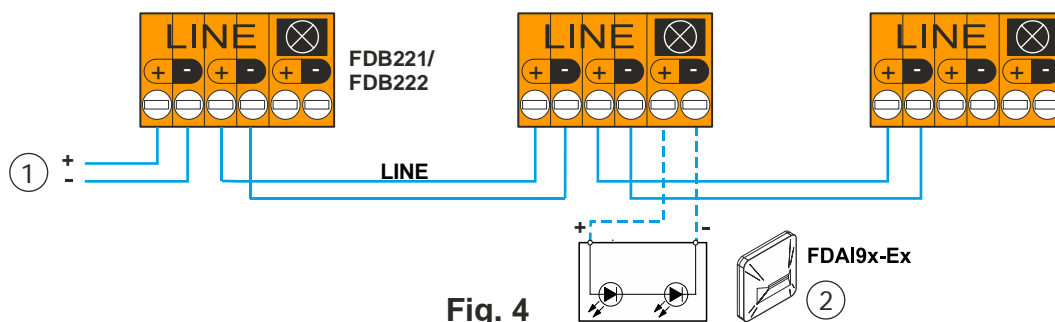 LINE
+ - + - + -
LINE
+ - + - + -
LINE
+ - + - + -
FDB221/
FDB222
1
+
-
LINE
+
-
FDAI9x-Ex
2
Fig. 4